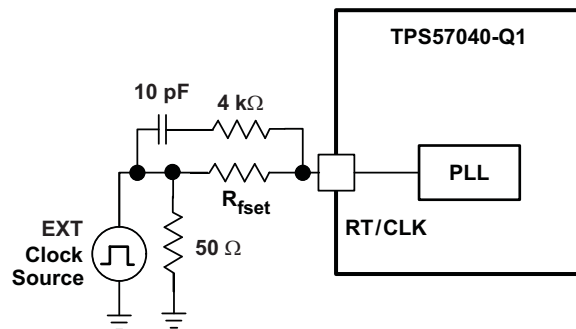 TPS57040-Q1
10 pF
4 kΩ
PLL
R_fset
RT/CLK
EXT
Clock
Source
50 Ω